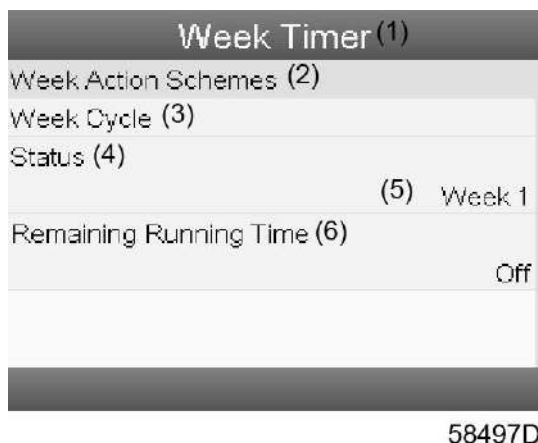 Week Timer (1)
Week Action Schemes (2)
Week Cycle (3)
Status (4)
(5) Week 1
Remaining Running Time (6)
Off
58497D